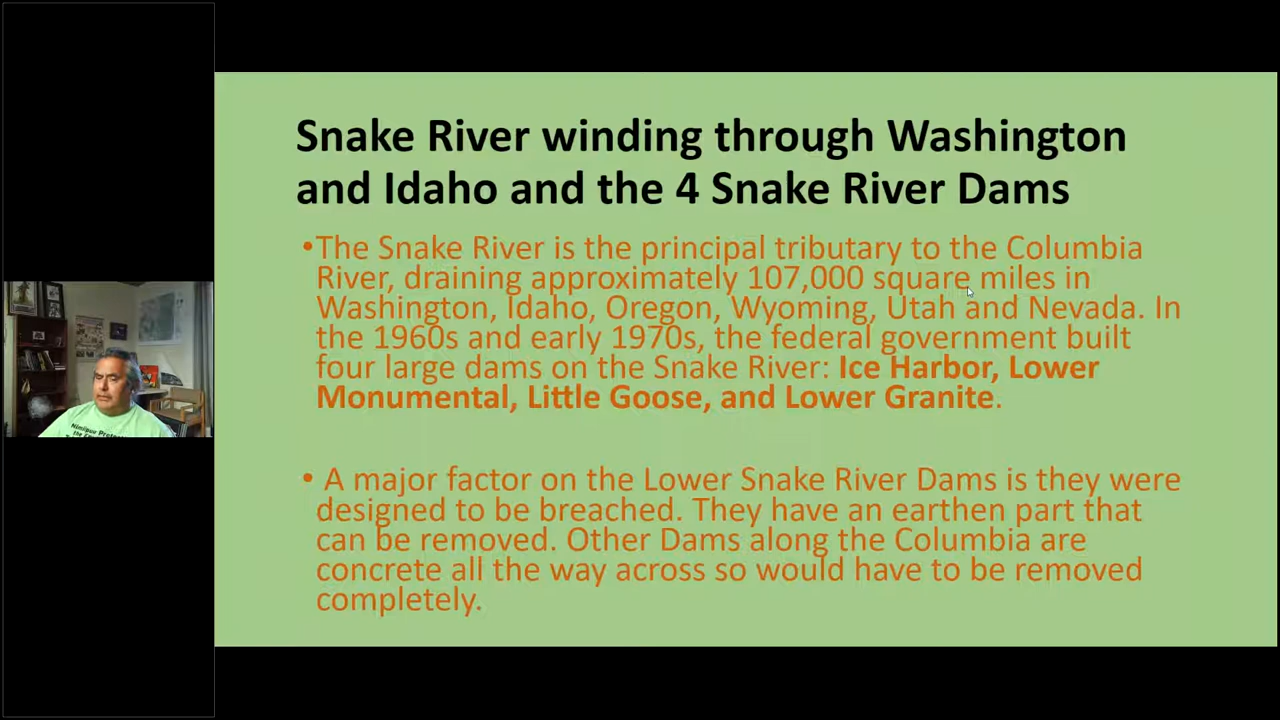 Snake River winding through Washington
and Idaho and the 4 Snake River Dams
•The Snake River is the principal tributary to the Columbia
River, draining approximately 107,000 square miles in
Washington, Idaho, Oregon, Wyoming, Utah and Nevada. In
the 1960s and early 1970s, the federal government built
four large dams on the Snake River: Ice Harbor, Lower
Monumental, Little Goose, and Lower Granite.
• A major factor on the Lower Snake River Dams is they were
designed to be breached. They have an earthen part that
can be removed. Other Dams along the Columbia are
concrete all the way across so would have to be removed
completely.
Nimiipuu